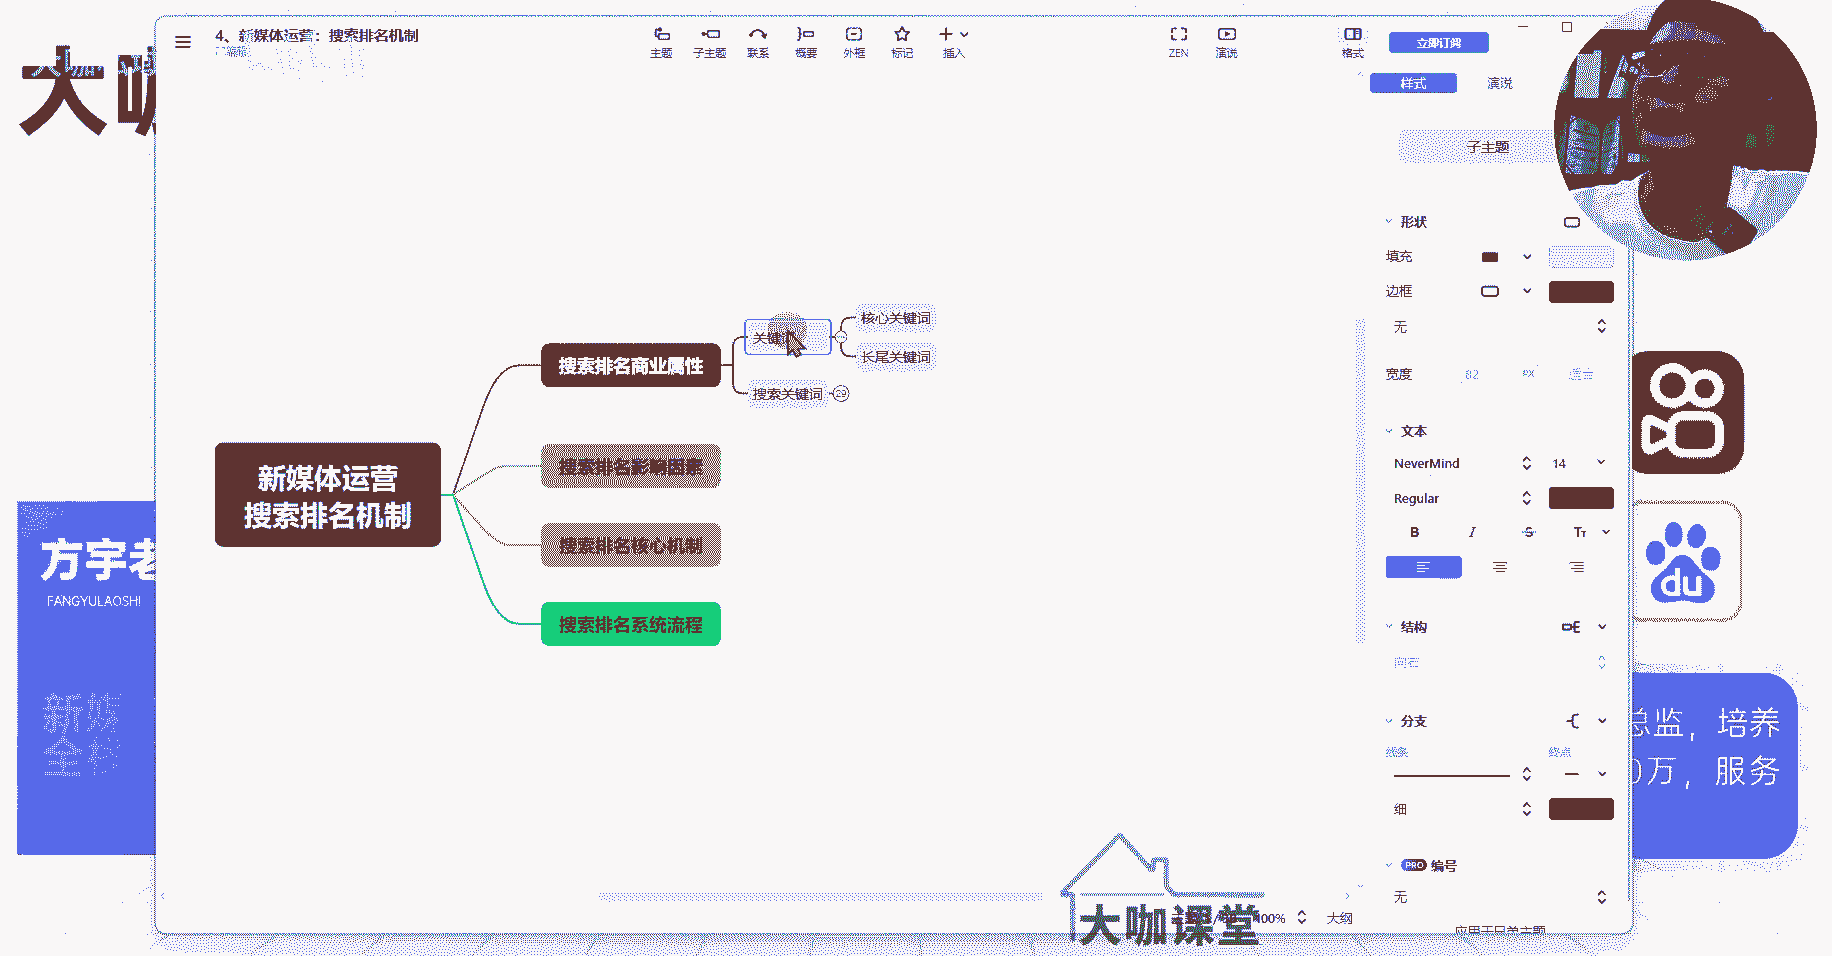 4、新媒体运营：搜索排名机制
已编辑
主题
子主题
联系
概要
外框
标记
插入
ZEN
演说
格式
立即订阅
样式
演说
子主题
形状
填充
边框
无
宽度
82
px
文本
NeverMind
14
Regular
B
I
S
Tт
结构
向右
分支
线条
终点
细
PRO 编号
无
100%
大纲
应用于只单主题
新媒体运营
搜索排名机制
搜索排名商业属性
搜索排名影响因素
搜索排名核心机制
搜索排名系统流程
关键
核心关键词
长尾关键词
搜索关键词
29
大咖
方宇老
FANGYULAOSHI
新媒
全栈
du
总监，培养
0万，服务
大咖课堂